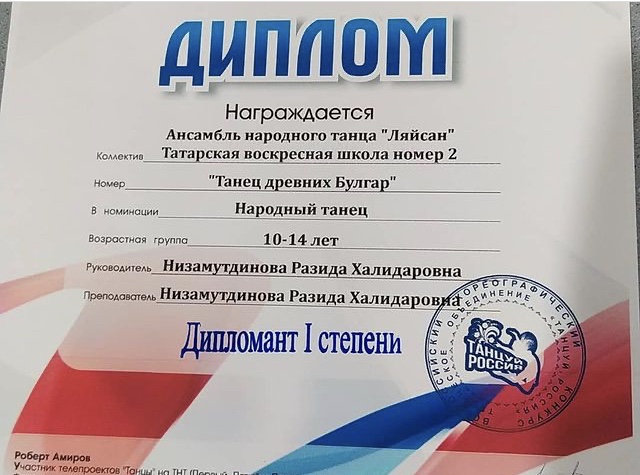 ДИПЛОМ
Награждается
Ансамбль народного танца "Ляйсан"
Коллектив Татарская воскресная школа номер 2
Номер "Танец древних Булгар"
В номинации Народный танец
Возрастная группа 10-14 лет
Руководитель Низамутдинова Разида Халидаровна
Преподаватель Низамутдинова Разида Халидаровна
Дипломант I степени
ТАНЦУЙ
РОССИЯ
Роберт Амиров
Участник телепроектов "Танцы" на ТНТ